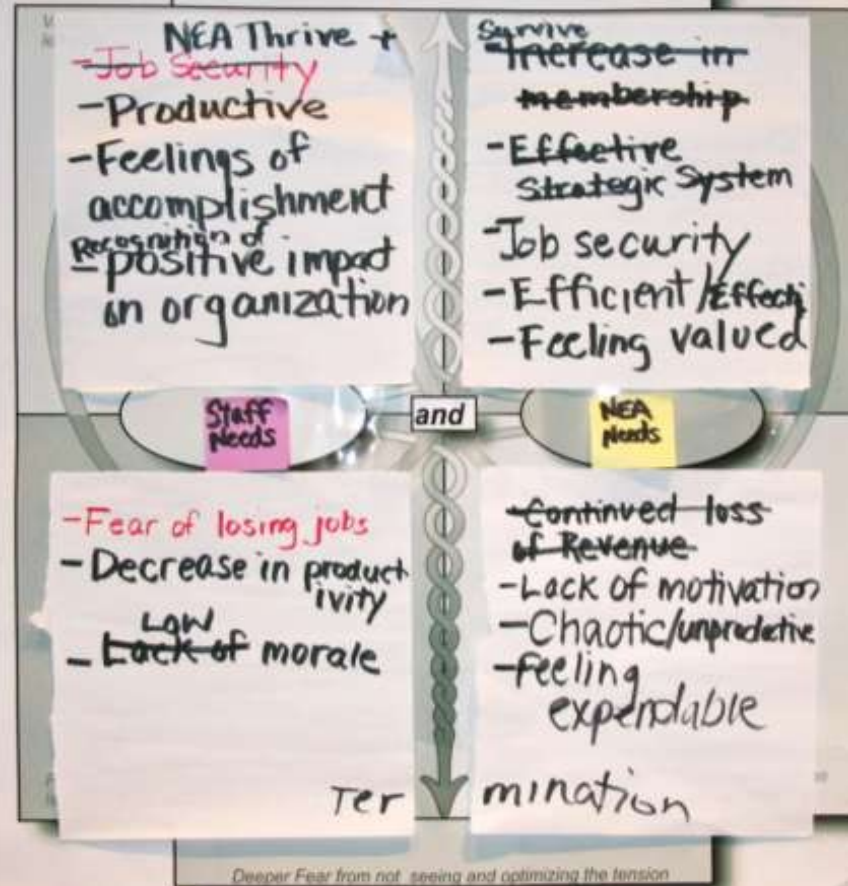 NEA Thrive + Survive
- Job Security
- Productive
- Feelings of
accomplishment
Recognition of
- positive impact
on organization
- Increase in
membership
- Effective
Strategic System
- Job security
- Efficient/Effecti
- Feeling valued
Staff
Needs
and
NEA
Needs
- Fear of losing jobs
- Decrease in product
ivity
Low
- Lack of morale
- Continued loss
of Revenue
- Lack of motivation
- Chaotic/unproductive
- Feeling
expendable
Ter mination
Deeper Fear from not seeing and optimizing the tension